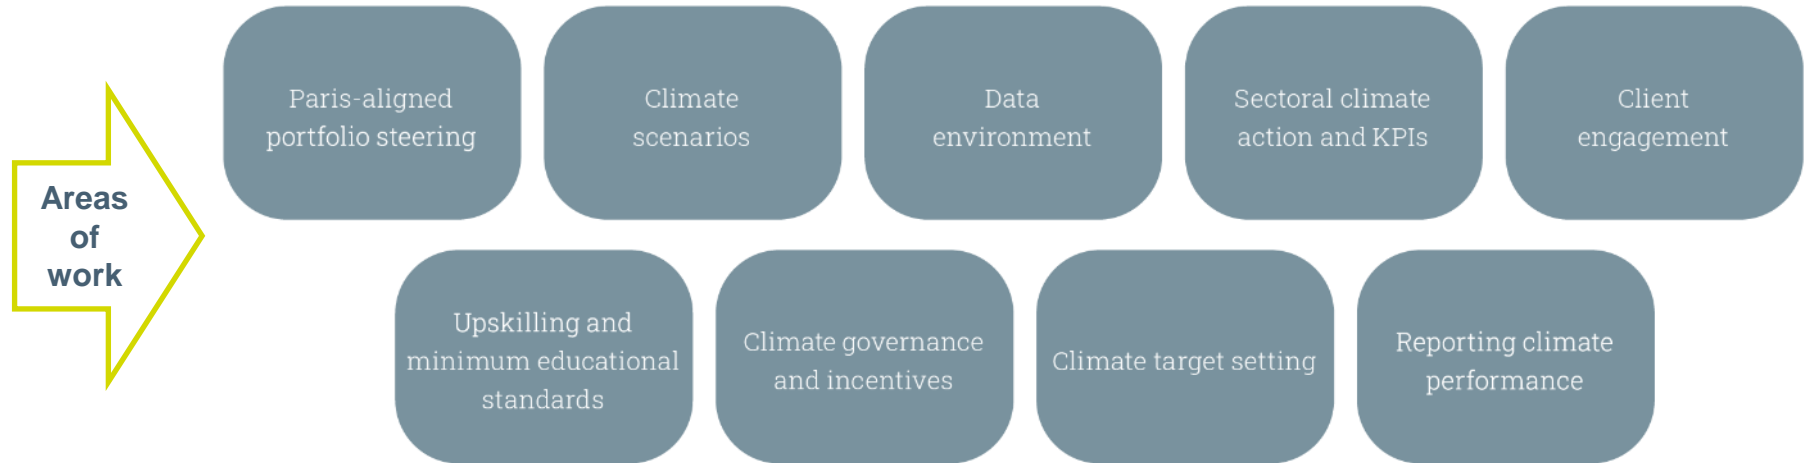 Areas
of
work
Paris-aligned
portfolio steering
Climate
scenarios
Data
environment
Sectoral climate
action and KPIs
Client
engagement
Upskilling and
minimum educational
standards
Climate governance
and incentives
Climate target setting
Reporting climate
performance